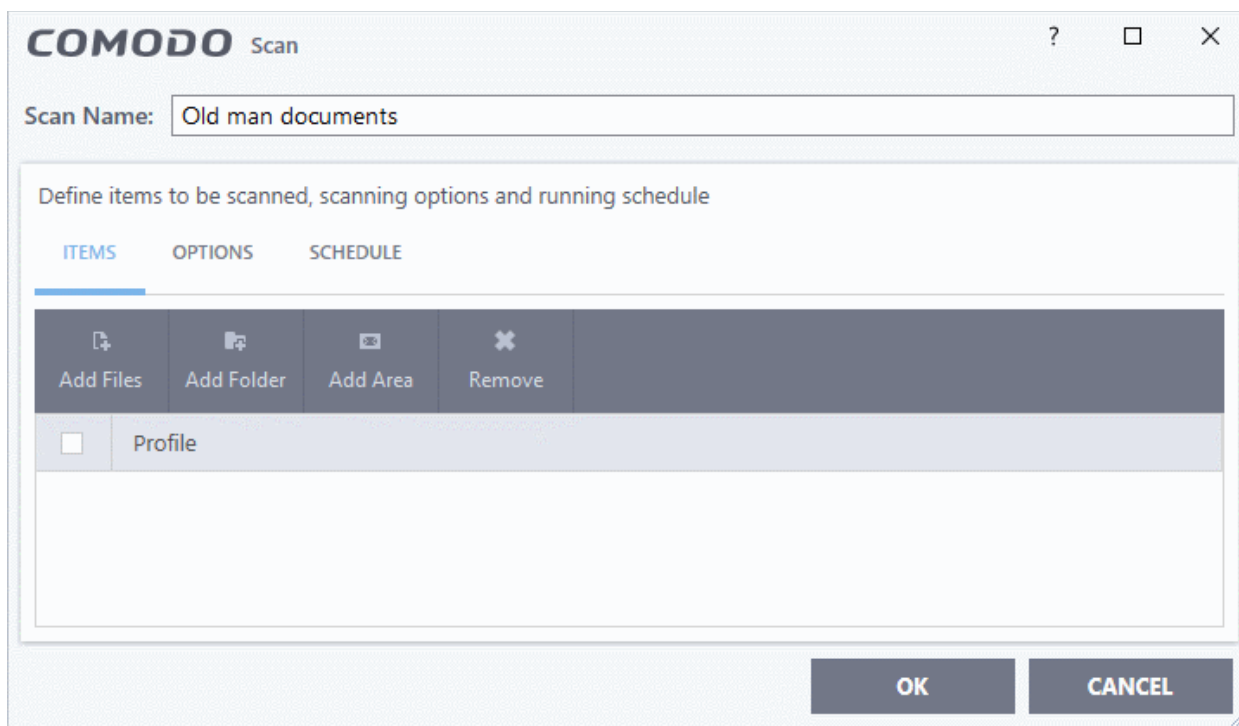 COMODO Scan ?
Scan Name: Old man documents
Define items to be scanned, scanning options and running schedule
ITEMS OPTIONS SCHEDULE
Add Files Add Folder Add Area Remove
Profile
OK CANCEL